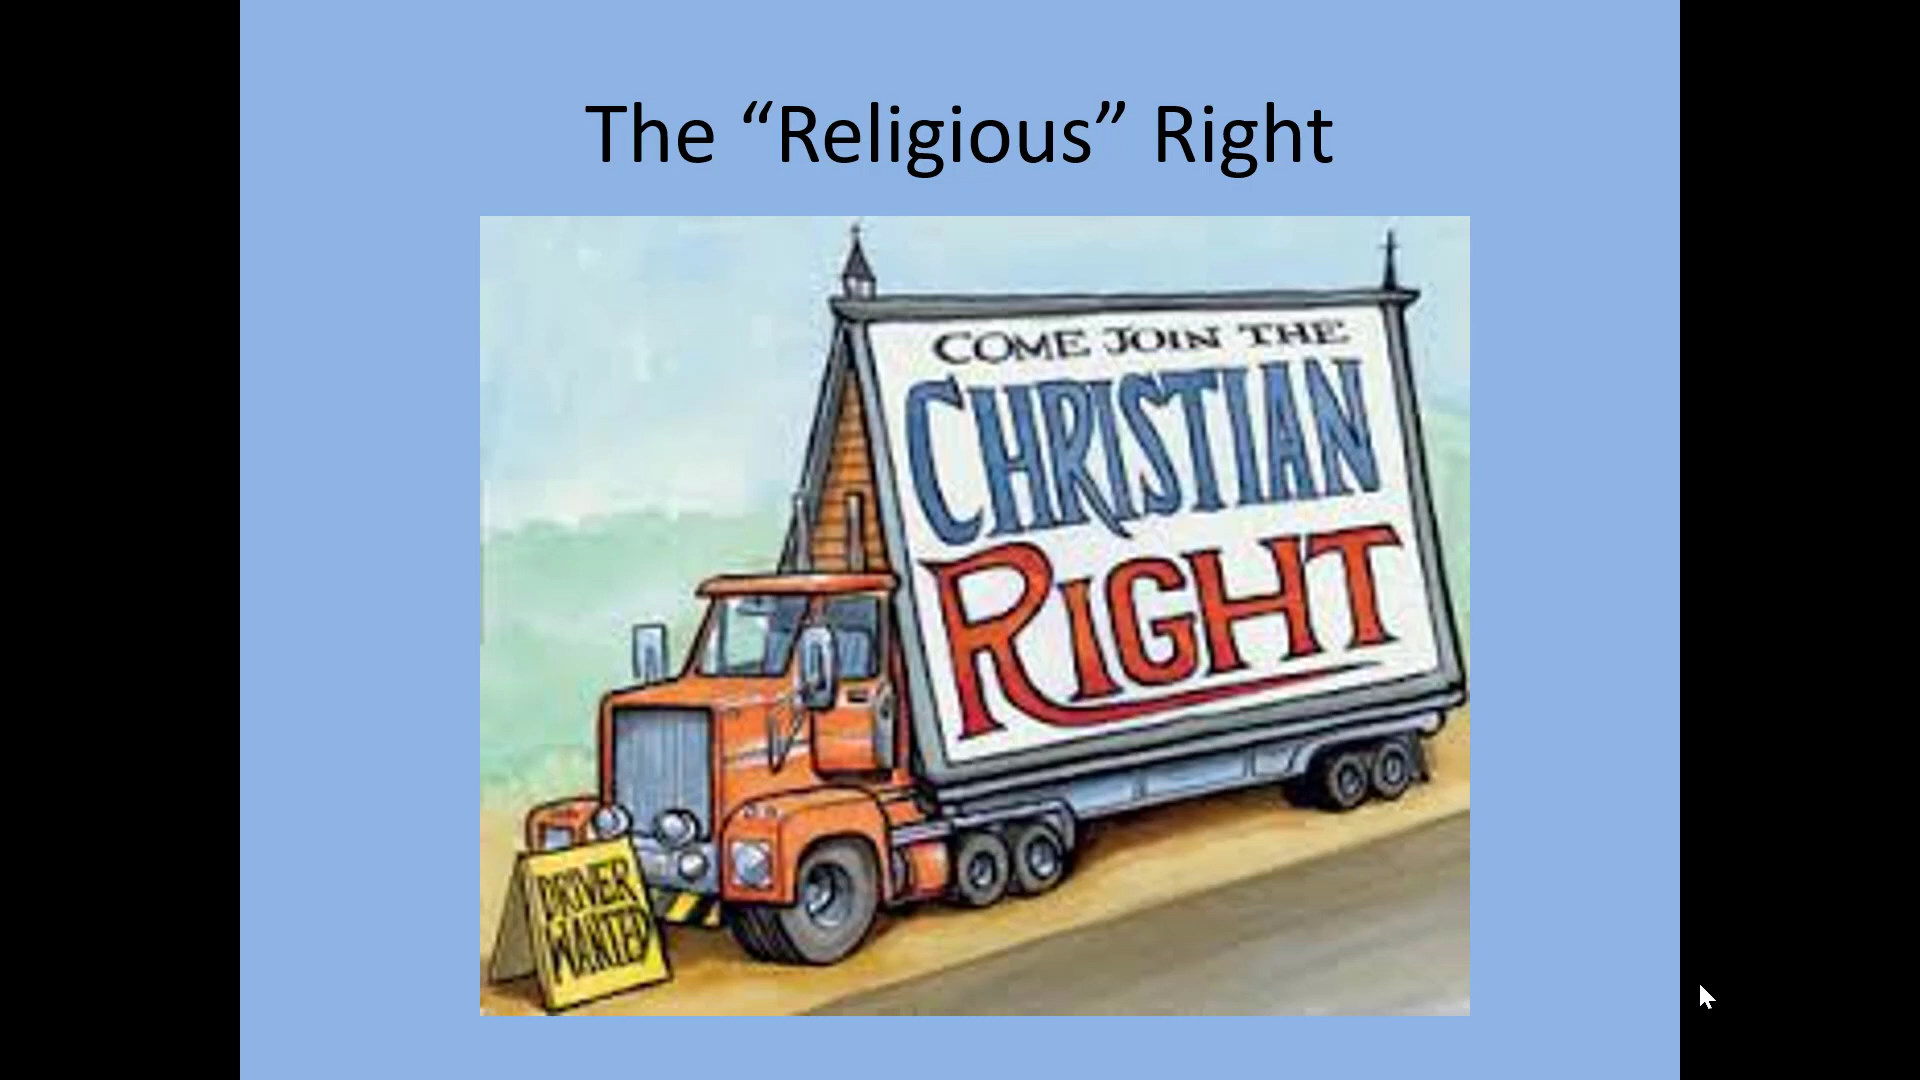 The “Religious” Right
COME JOIN THE
CHRISTIAN
RIGHT
DRIVER
WANTED